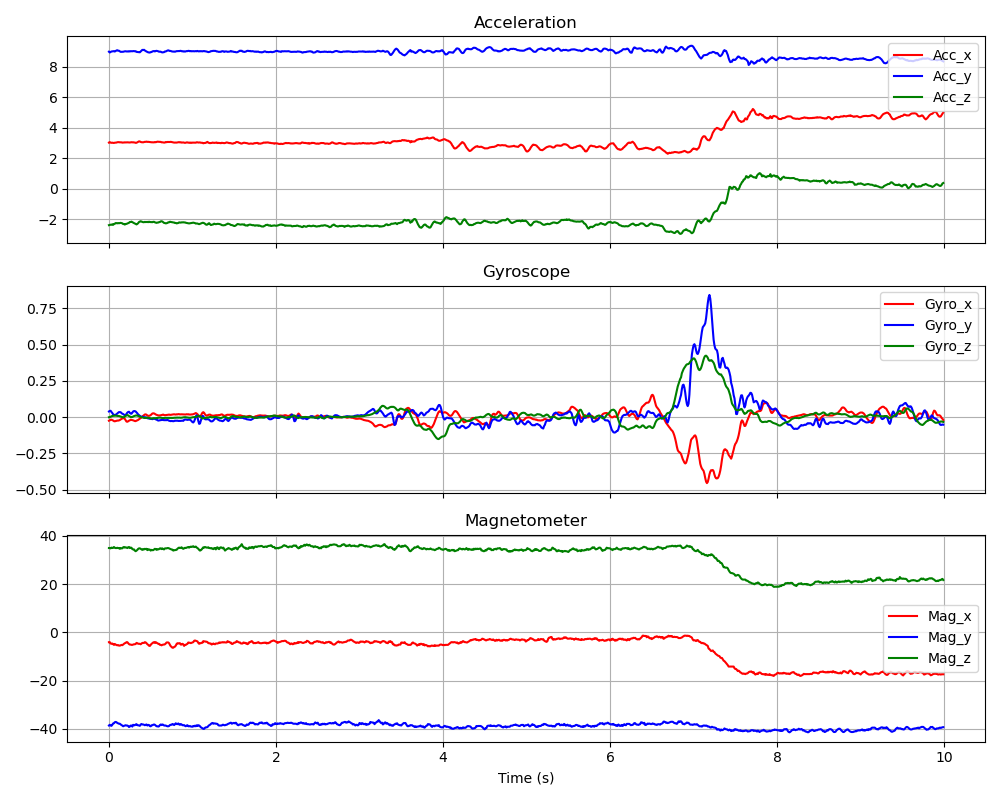 Acceleration
8
6
4
2
0
−2
Acc_x
Acc_y
Acc_z
Gyroscope
0.75
0.50
0.25
0.00
−0.25
−0.50
Gyro_x
Gyro_y
Gyro_z
Magnetometer
40
20
0
−20
−40
Mag_x
Mag_y
Mag_z
0 2 4 6 8 10
Time (s)